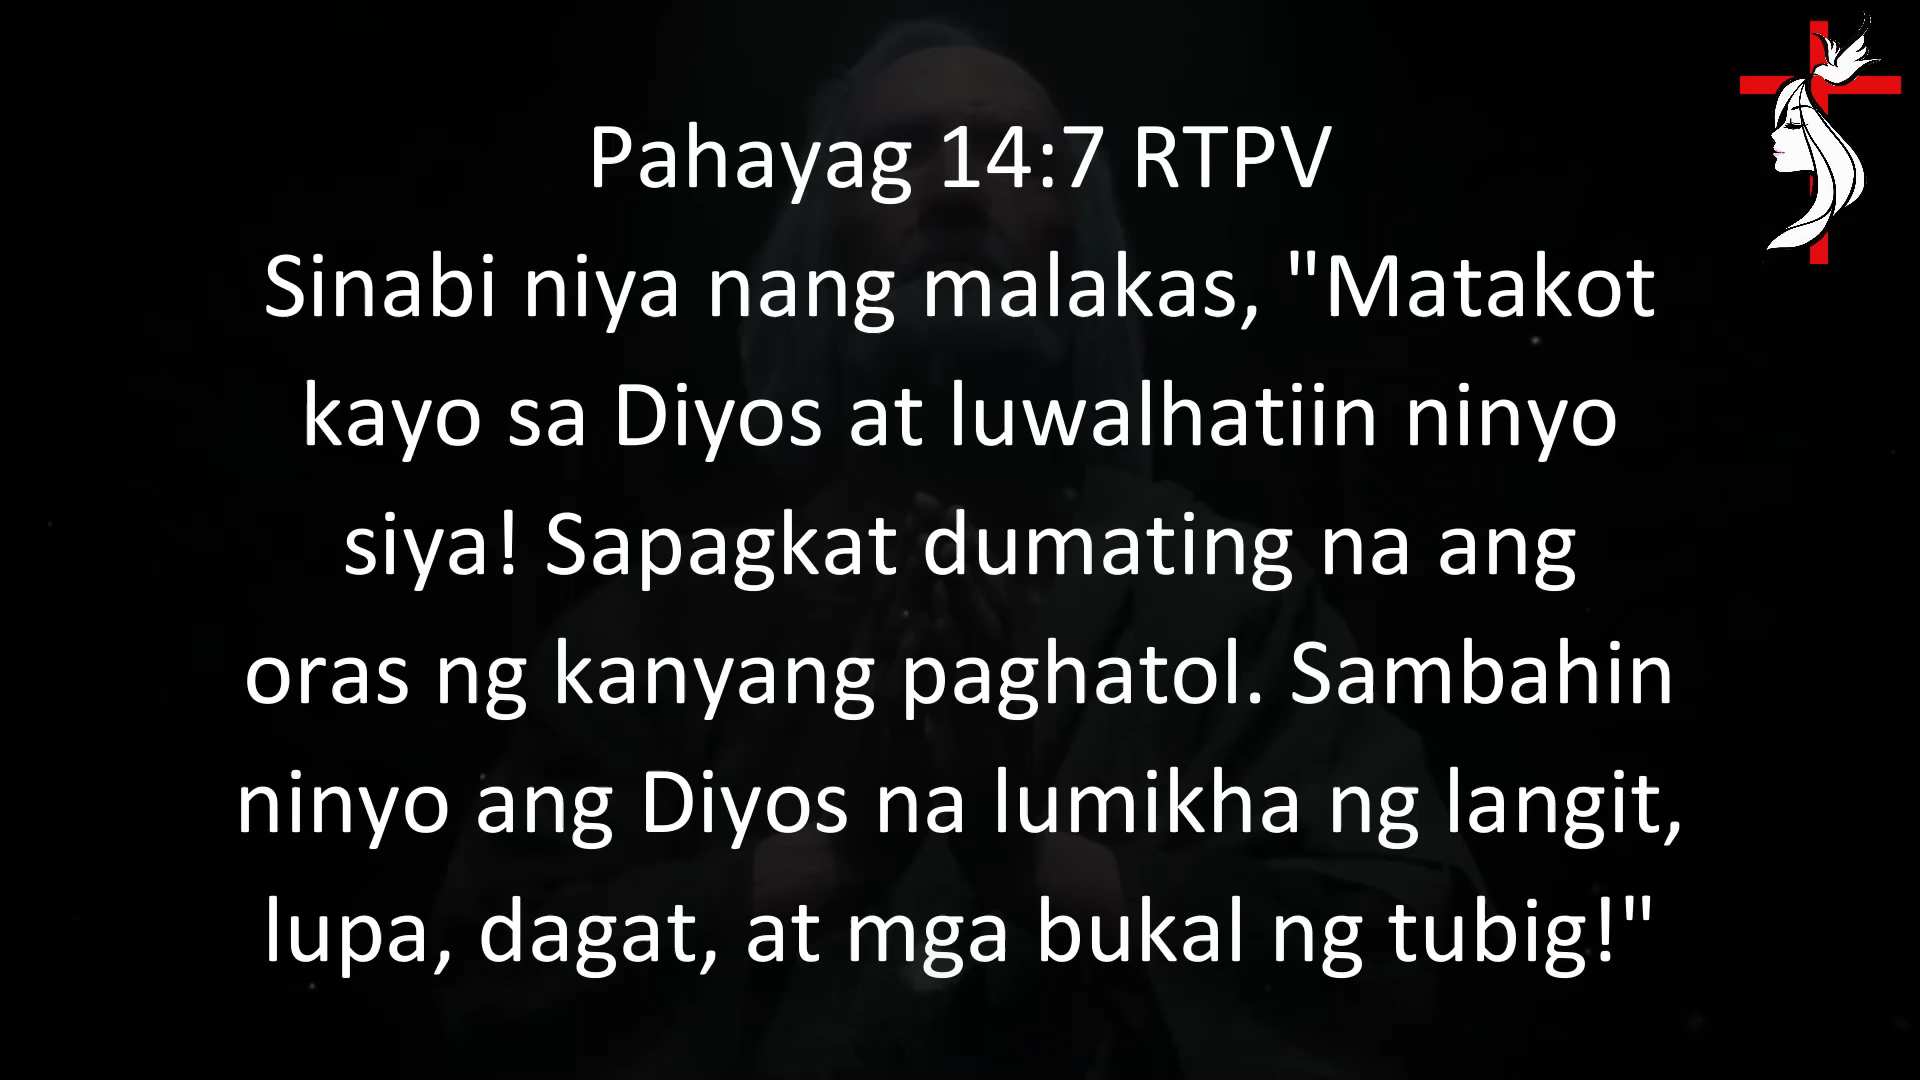 Pahayag 14:7 RTPV
Sinabi niya nang malakas, "Matakot
kayo sa Diyos at luwalhatiin ninyo
siya! Sapagkat dumating na ang
oras ng kanyang paghatol. Sambahin
ninyo ang Diyos na lumikha ng langit,
lupa, dagat, at mga bukal ng tubig!"